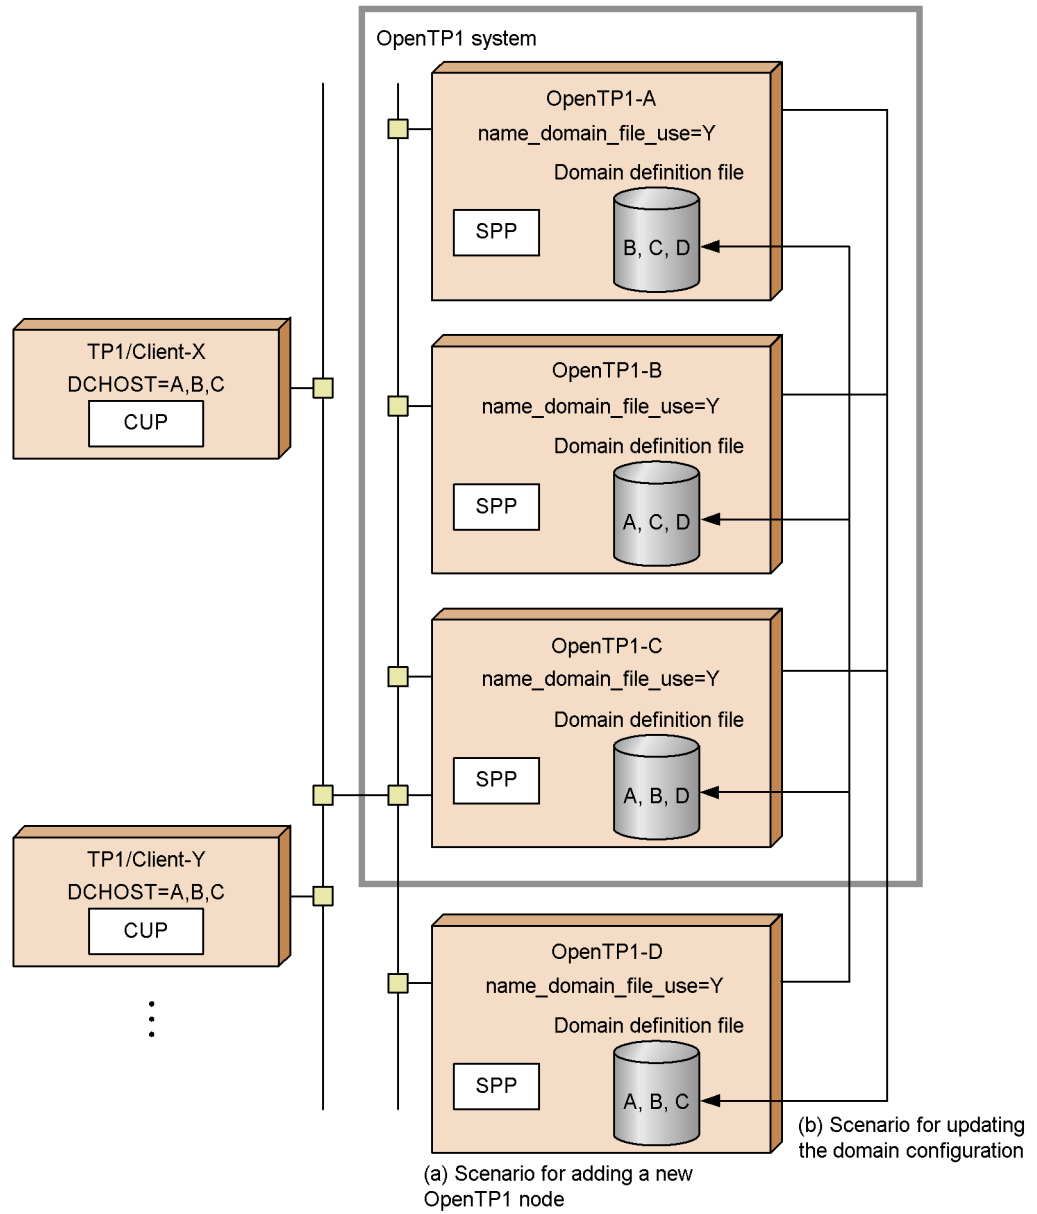 OpenTP1 system
OpenTP1-A
name_domain_file_use=Y
Domain definition file
SPP
B, C, D
TP1/Client-X
DCHOST=A,B,C
CUP
OpenTP1-B
name_domain_file_use=Y
Domain definition file
SPP
A, C, D
OpenTP1-C
name_domain_file_use=Y
Domain definition file
SPP
A, B, D
TP1/Client-Y
DCHOST=A,B,C
CUP
OpenTP1-D
name_domain_file_use=Y
Domain definition file
SPP
A, B, C
(b) Scenario for updating
the domain configuration
(a) Scenario for adding a new
OpenTP1 node